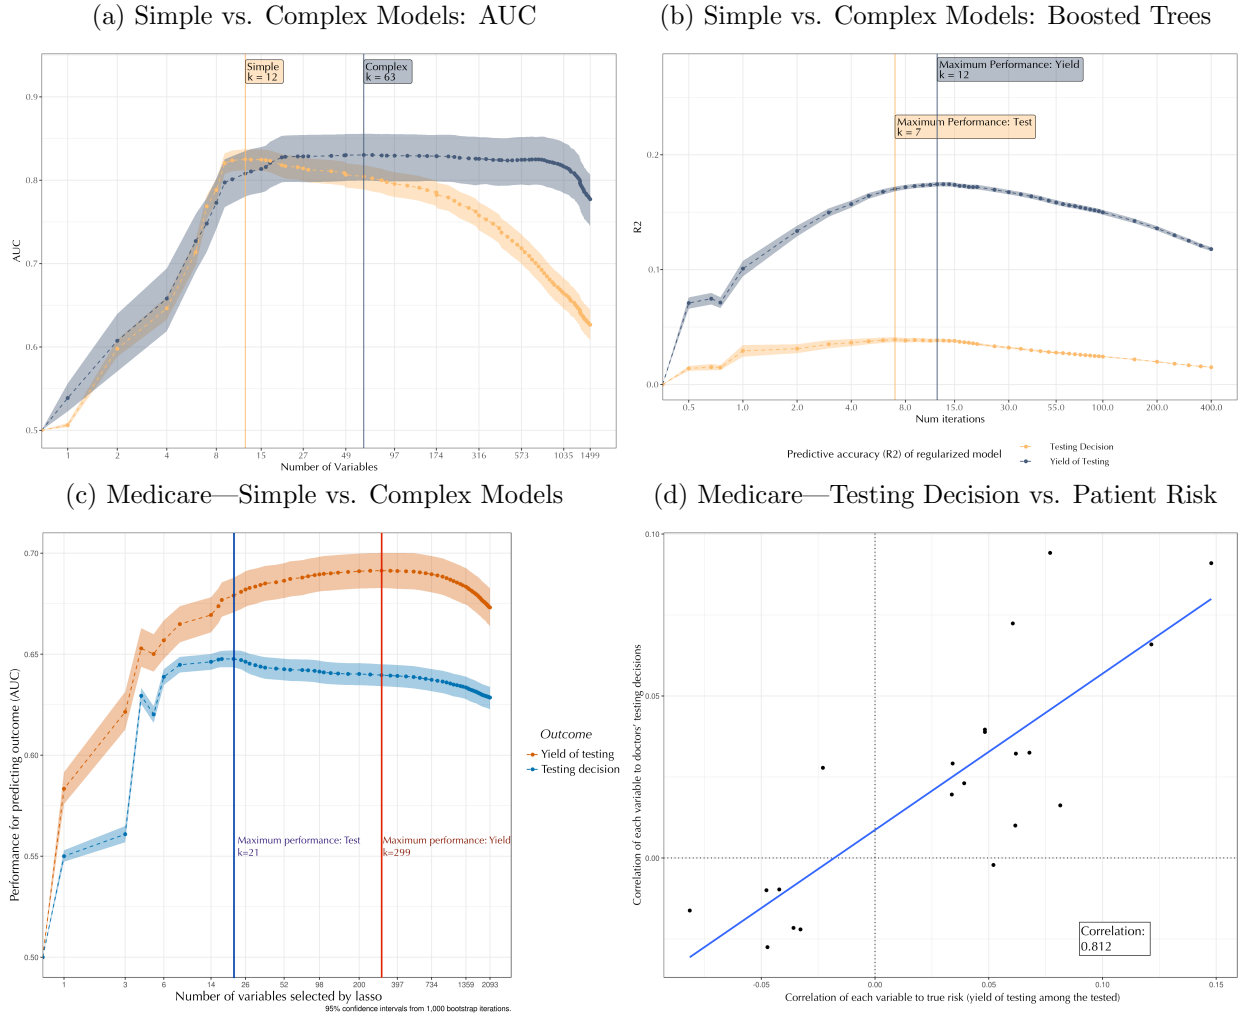 (a) Simple vs. Complex Models: AUC
Simple
k = 12
Complex
k = 63
AUC
0.9
0.8
0.7
0.6
0.5
1 2 4 8 15 27 49 97 174 316 573 1035 1499
Number of Variables
(b) Simple vs. Complex Models: Boosted Trees
Maximum Performance: Yield
k = 12
Maximum Performance: Test
k = 7
R2
0.2
0.1
0.0
0.5 1.0 2.0 4.0 8.0 15.0 30.0 55.0 100.0 200.0 400.0
Num iterations
Predictive accuracy (R2) of regularized model
Testing Decision
Yield of Testing
(c) Medicare—Simple vs. Complex Models
Performance for predicting outcome (AUC)
0.70
0.65
0.60
0.55
0.50
Maximum performance: Test
k=21
Maximum performance: Yield
k=299
Outcome
Yield of testing
Testing decision
1 3 6 14 26 52 98 200 397 734 1359 2093
Number of variables selected by lasso
95% confidence intervals from 1,000 bootstrap iterations.
(d) Medicare—Testing Decision vs. Patient Risk
Correlation of each variable to doctors' testing decisions
0.10
0.05
0.00
Correlation:
0.812
-0.05 0.00 0.05 0.10 0.15
Correlation of each variable to true risk (yield of testing among the tested)